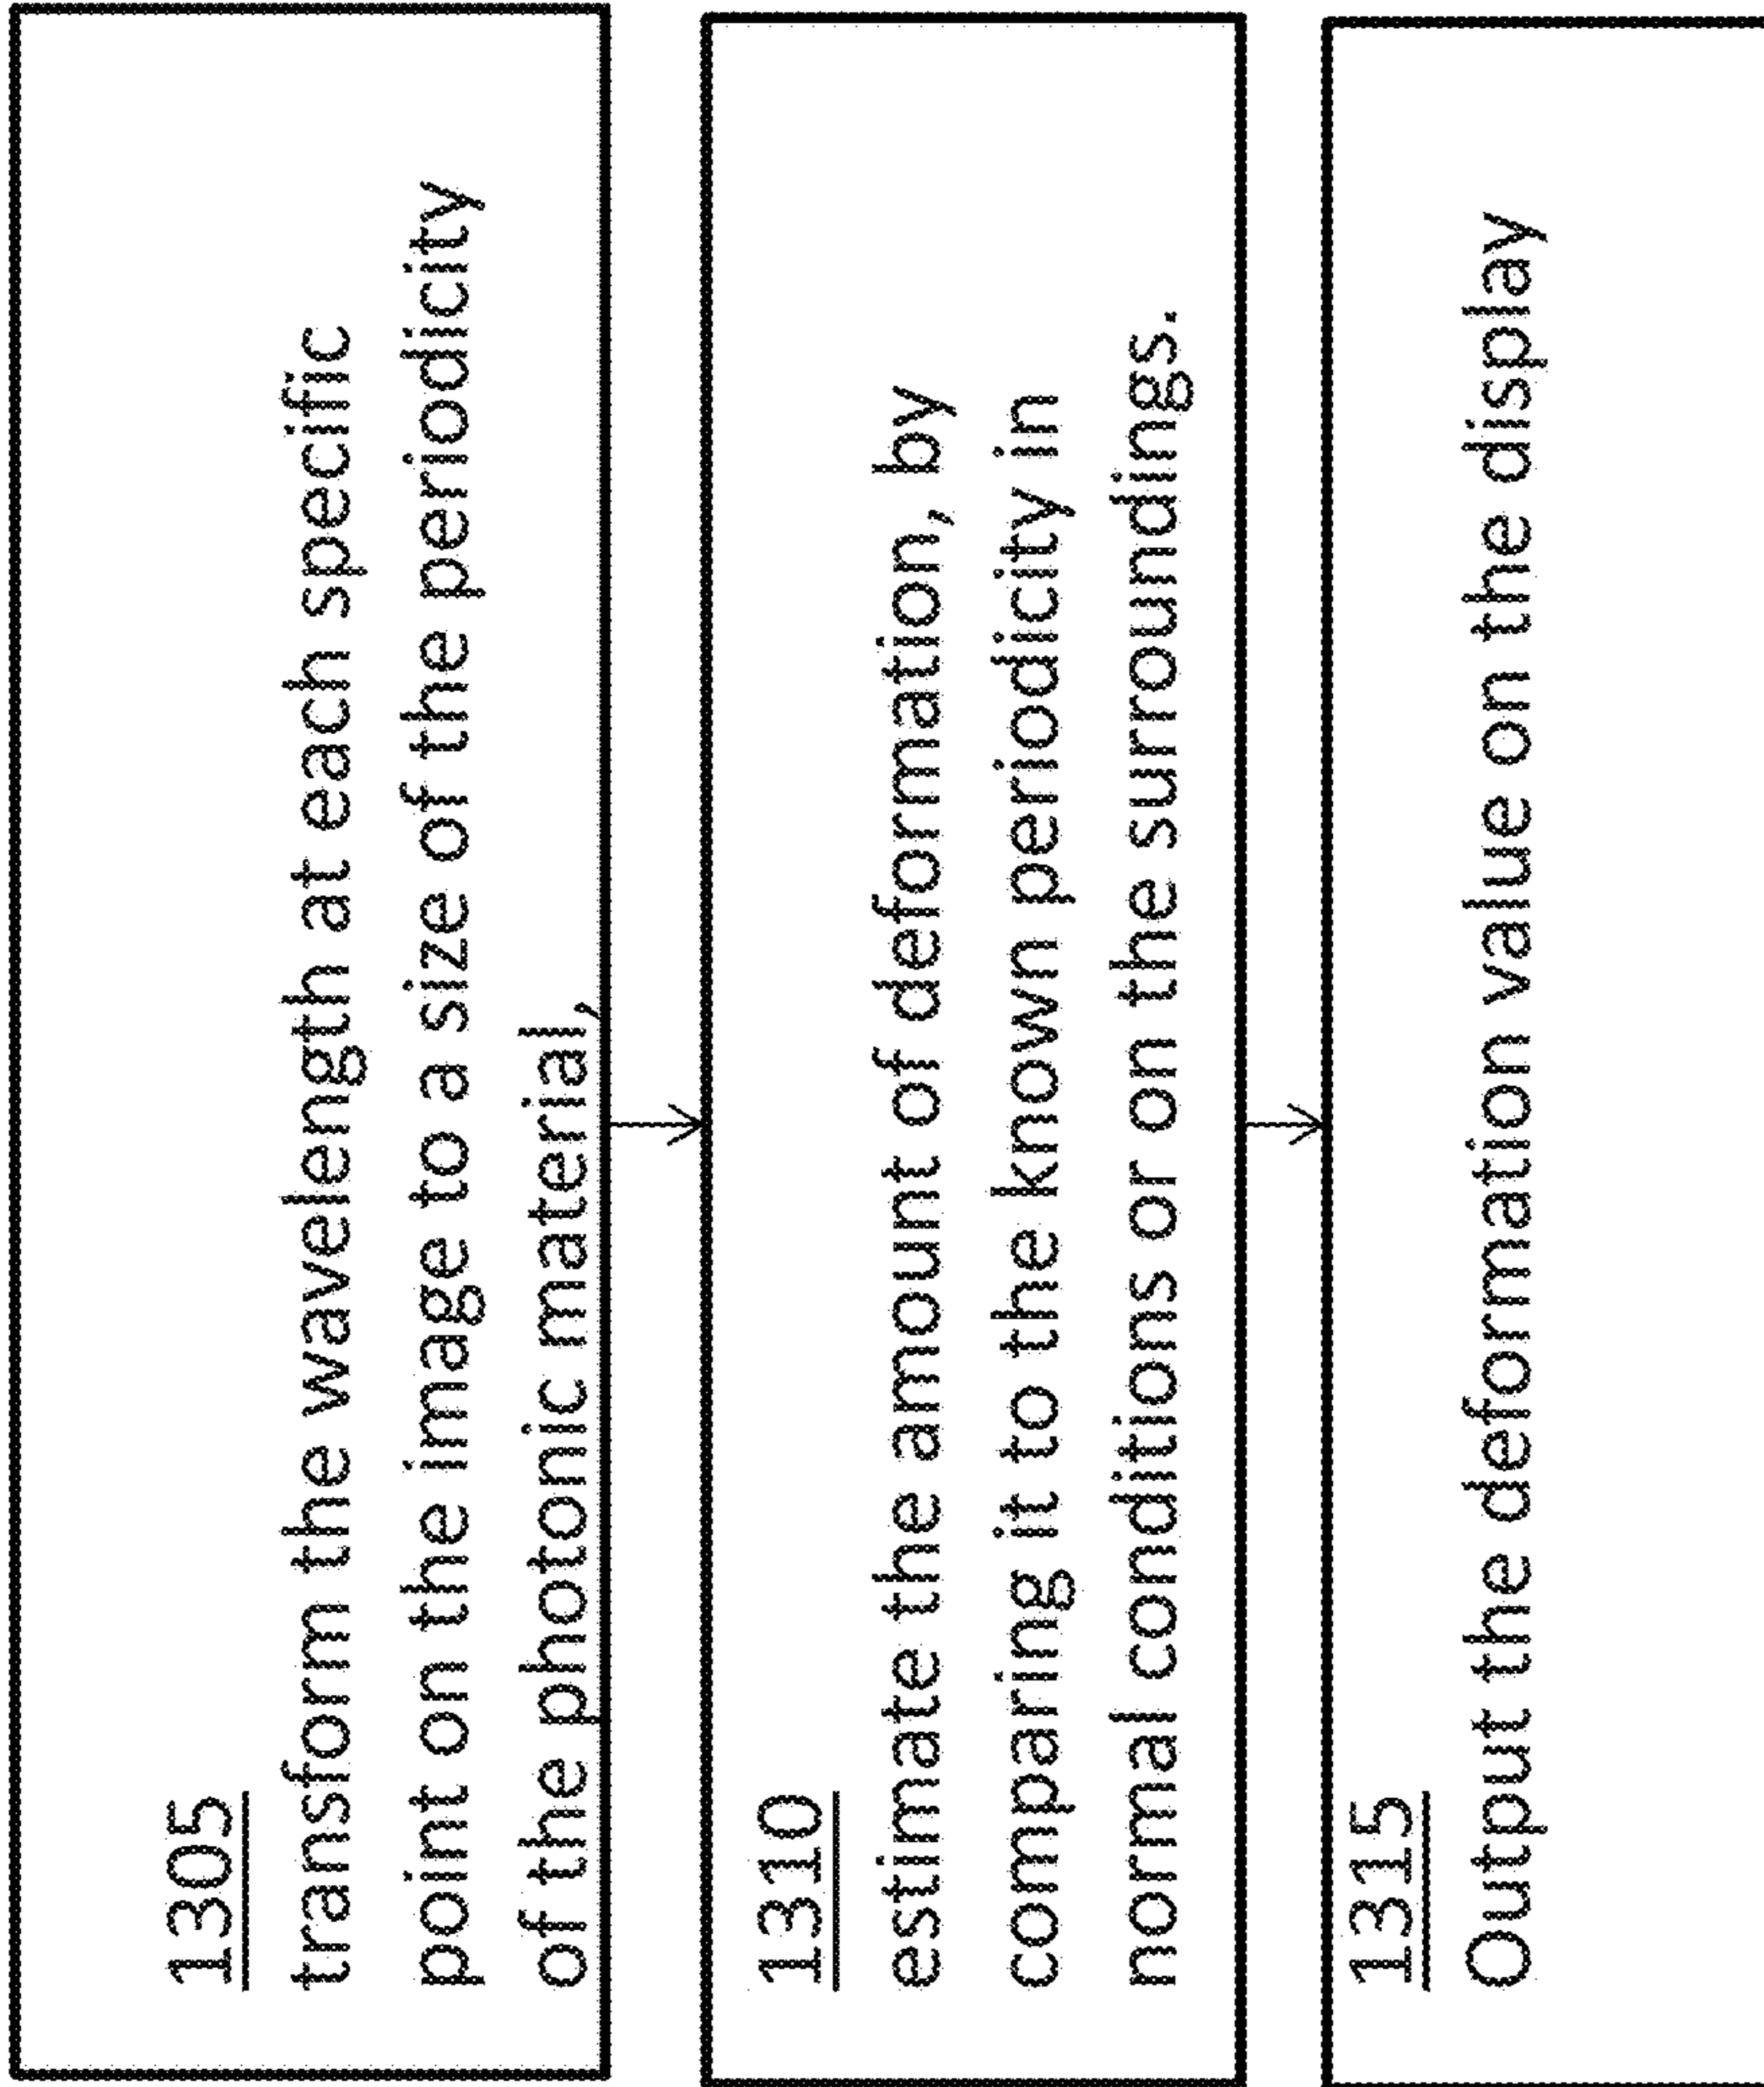 1305
transform the wavelength at each specific
point on the image to a size of the periodicity
of the photonic material,
1310
estimate the amount of deformation, by
comparing it to the known periodicity in
normal conditions or on the surroundings.
1315
Output the deformation value on the display